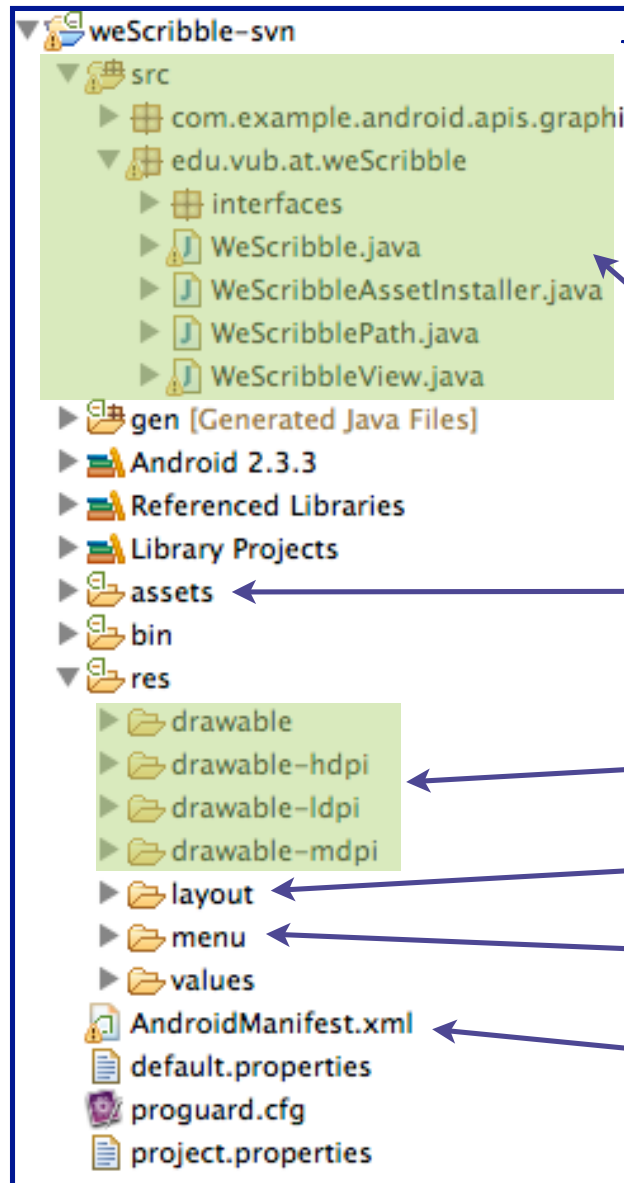 weScribble-svn
src
com.example.android.apis.graphi
edu.vub.at.weScribble
interfaces
WeScribble.java
WeScribbleAssetInstaller.java
WeScribblePath.java
WeScribbleView.java
gen [Generated Java Files]
Android 2.3.3
Referenced Libraries
Library Projects
assets
bin
res
drawable
drawable-hdpi
drawable-ldpi
drawable-mdpi
layout
menu
values
AndroidManifest.xml
default.properties
proguard.cfg
project.properties